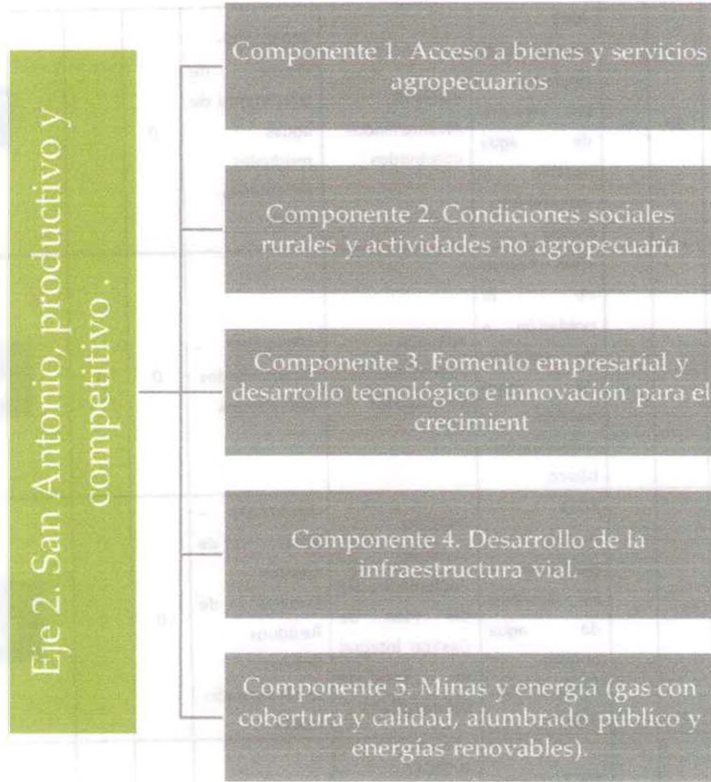 Eje 2. San Antonio, productivo y
competitivo .
Componente 1. Acceso a bienes y servicios
agropecuarios
Componente 2. Condiciones sociales
rurales y actividades no agropecuaria
Componente 3. Fomento empresarial y
desarrollo tecnológico e innovación para el
crecimient
Componente 4. Desarrollo de la
infraestructura vial.
Componente 5. Minas y energía (gas con
cobertura y calidad, alumbrado público y
energías renovables).